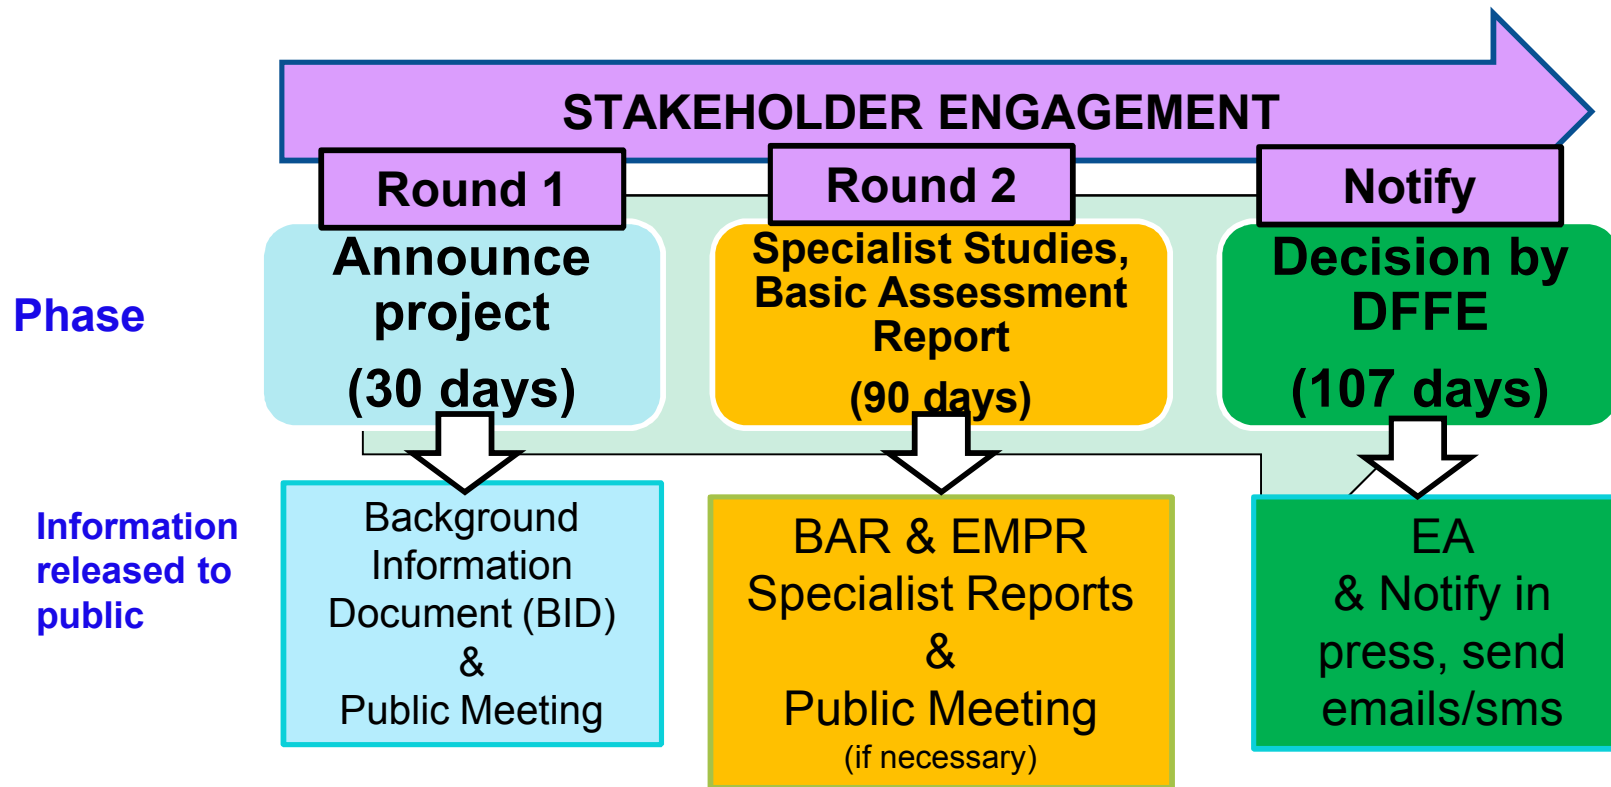 STAKEHOLDER ENGAGEMENT
Round 1
Round 2
Notify
Phase
Announce
project
(30 days)
Specialist Studies,
Basic Assessment
Report
(90 days)
Decision by
DFFE
(107 days)
Information
released to
public
Background
Information
Document (BID)
&
Public Meeting
BAR & EMPR
Specialist Reports
&
Public Meeting
(if necessary)
EA
& Notify in
press, send
emails/sms